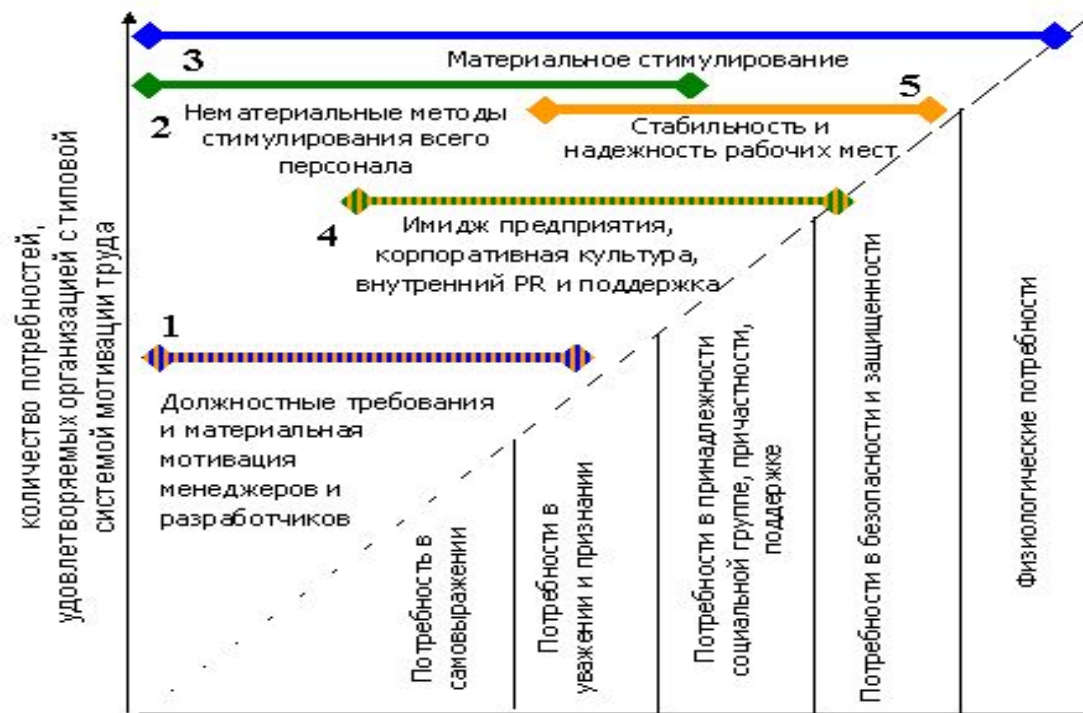 Материальное стимулирование
3
5
2
Нематериальные методы
стимулирования всего
персонала
Стабильность и
надежность рабочих мест
4
Имидж предприятия,
корпоративная культура,
внутренний PR и поддержка
1
Должностные требования
и материальная
мотивация
менеджеров и
разработчиков
количество потребностей,
удовлетворяемых организацией с типовой
системой мотивации труда
Потребность в
самовыражении
Потребности в
уважении и признании
Потребности в принадлежности
социальной группе, причастности,
поддержке
Потребности в безопасности и защищенности
Физиологические потребности